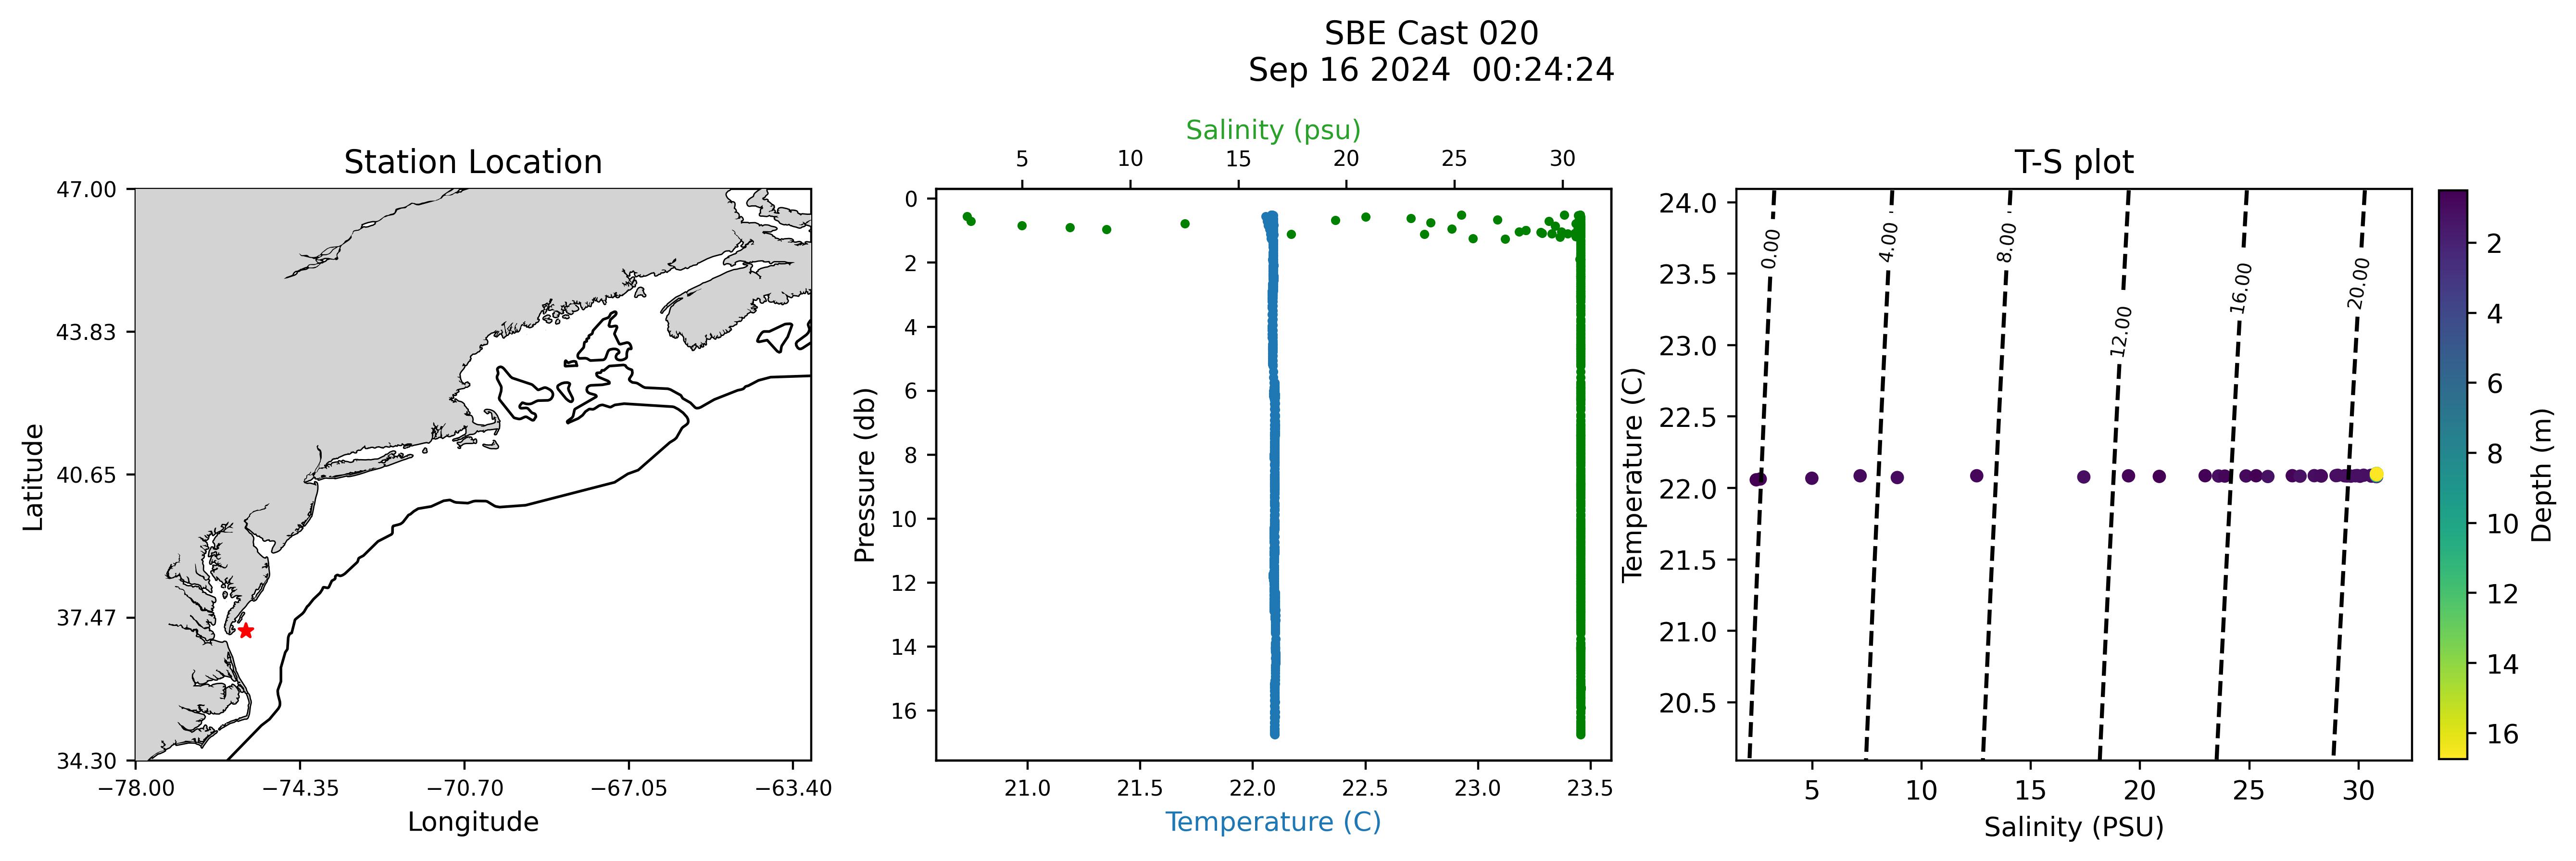 SBE Cast 020
Sep 16 2024  00:24:24
Station Location
47.00
43.83
40.65
37.47
34.30
Latitude
−78.00 −74.35 −70.70 −67.05 −63.40
Longitude
Salinity (psu)
5 10 15 20 25 30
0
2
4
6
8
10
12
14
16
Pressure (db)
21.0 21.5 22.0 22.5 23.0 23.5
Temperature (C)
T-S plot
24.0
23.5
23.0
22.5
22.0
21.5
21.0
20.5
Temperature (C)
0.00 4.00 8.00 12.00 16.00 20.00
5 10 15 20 25 30
Salinity (PSU)
2
4
6
8
10
12
14
16
Depth (m)